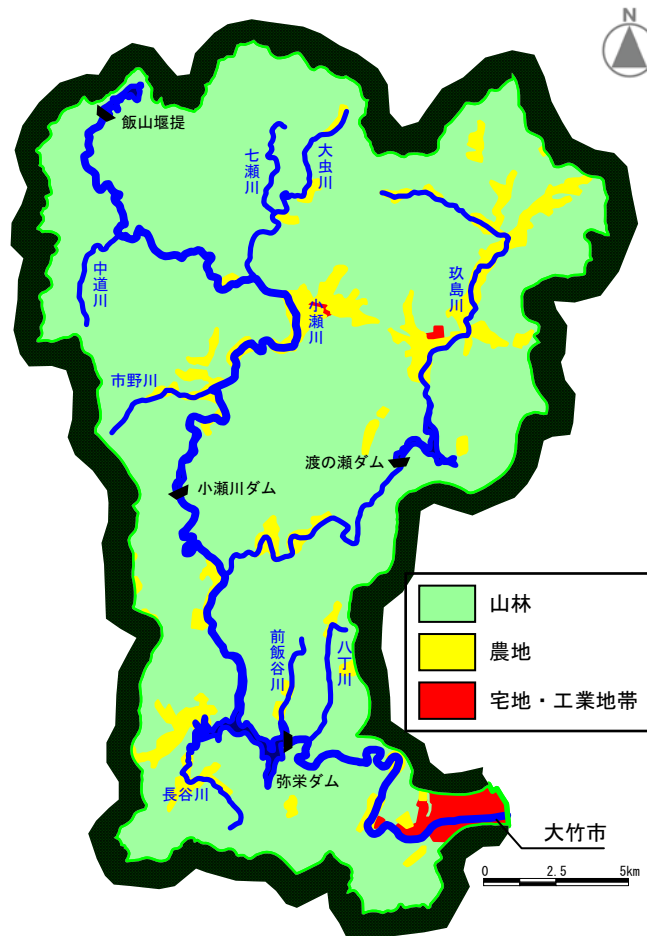 N
飯山堰提
七瀬川
大虫川
中道川
玖島川
小瀬川
市野川
渡の瀬ダム
小瀬川ダム
山林
農地
宅地・工業地帯
前飯谷川
八丁川
長谷川
弥栄ダム
大竹市
0 2.5 5km